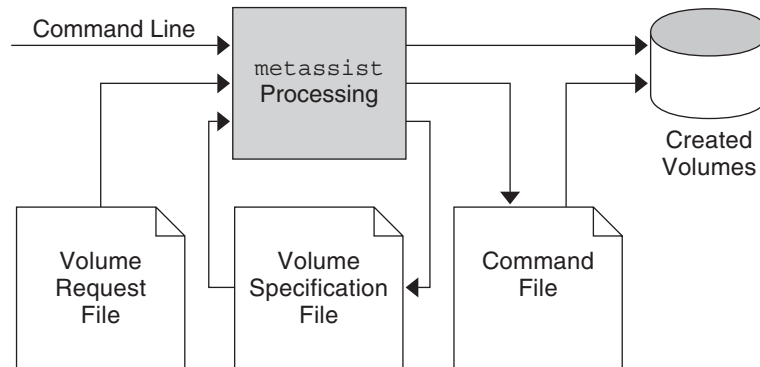 Command Line
metassist
Processing
Created
Volumes
Volume
Request
File
Volume
Specification
File
Command
File